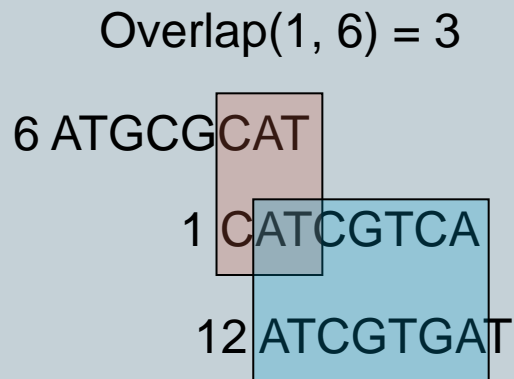 Overlap(1, 6) = 3
6 ATGCGCAT
1 CATCGTCA
12 ATCGTGAT